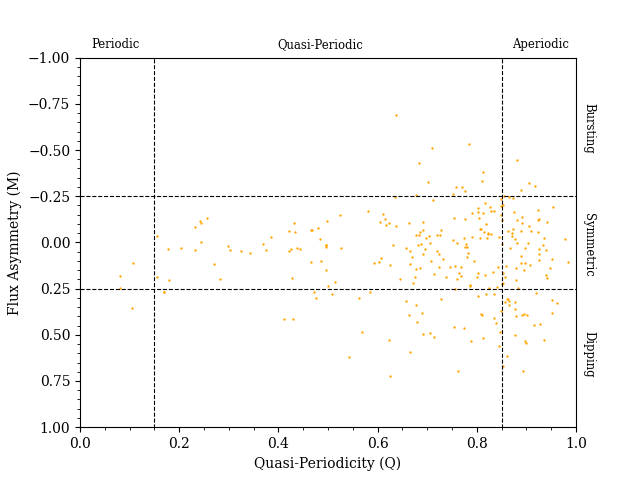 Periodic Quasi-Periodic Aperiodic
−1.00
−0.75
−0.50
−0.25
0.00
0.25
0.50
0.75
1.00
Flux Asymmetry (M)
Bursting
Symmetric
Dipping
0.0 0.2 0.4 0.6 0.8 1.0
Quasi-Periodicity (Q)